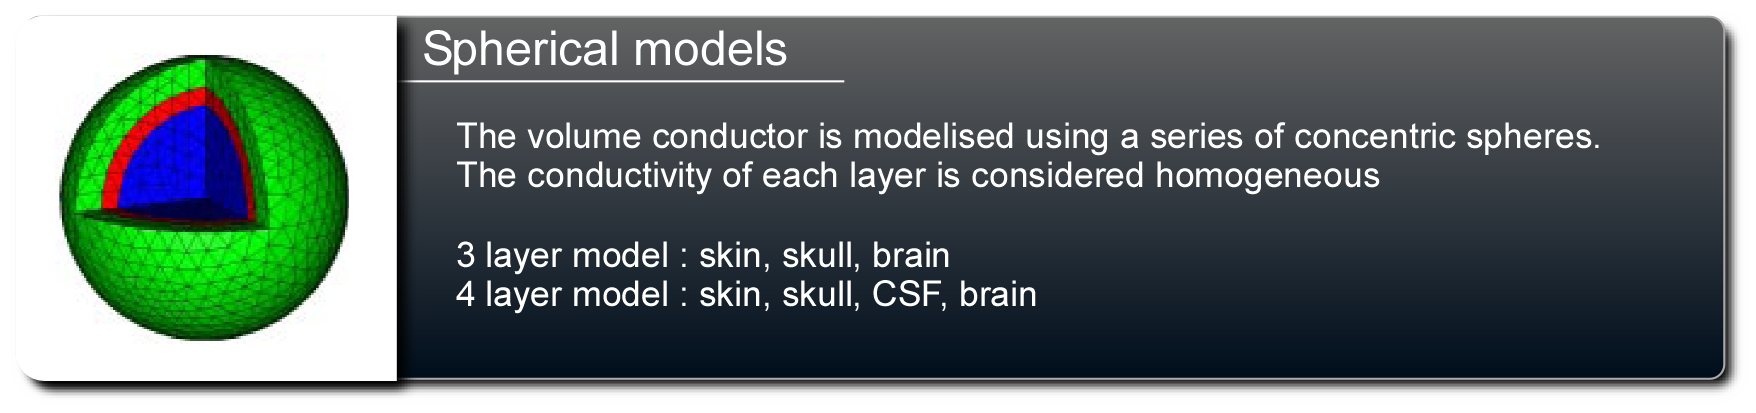 Spherical models
The volume conductor is modelised using a series of concentric spheres.
The conductivity of each layer is considered homogeneous
3 layer model : skin, skull, brain
4 layer model : skin, skull, CSF, brain